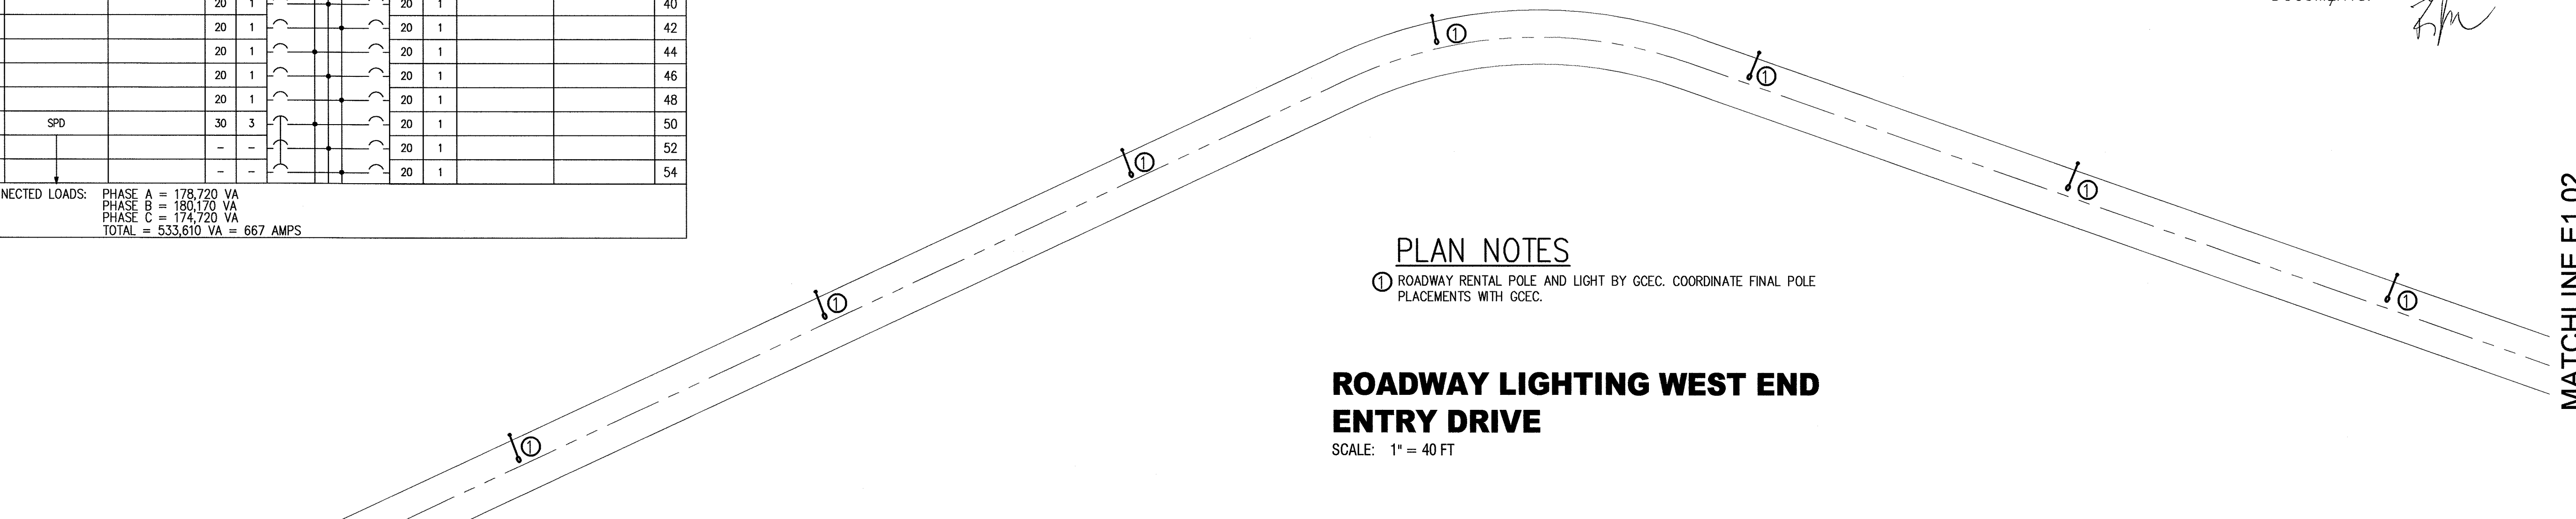 20 1 20 1 40
20 1 20 1 42
20 1 20 1 44
20 1 20 1 46
20 1 20 1 48
SPD 30 3 20 1 50
- - 20 1 52
- - 20 1 54
NECTED LOADS: PHASE A = 178,720 VA
PHASE B = 180,170 VA
PHASE C = 174,720 VA
TOTAL = 533,610 VA = 667 AMPS
1
1
1
1
1
1
1
PLAN NOTES
1 ROADWAY RENTAL POLE AND LIGHT BY GCEC. COORDINATE FINAL POLE
PLACEMENTS WITH GCEC.
ROADWAY LIGHTING WEST END
ENTRY DRIVE
SCALE: 1" = 40 FT
MATCHLINE E1.02